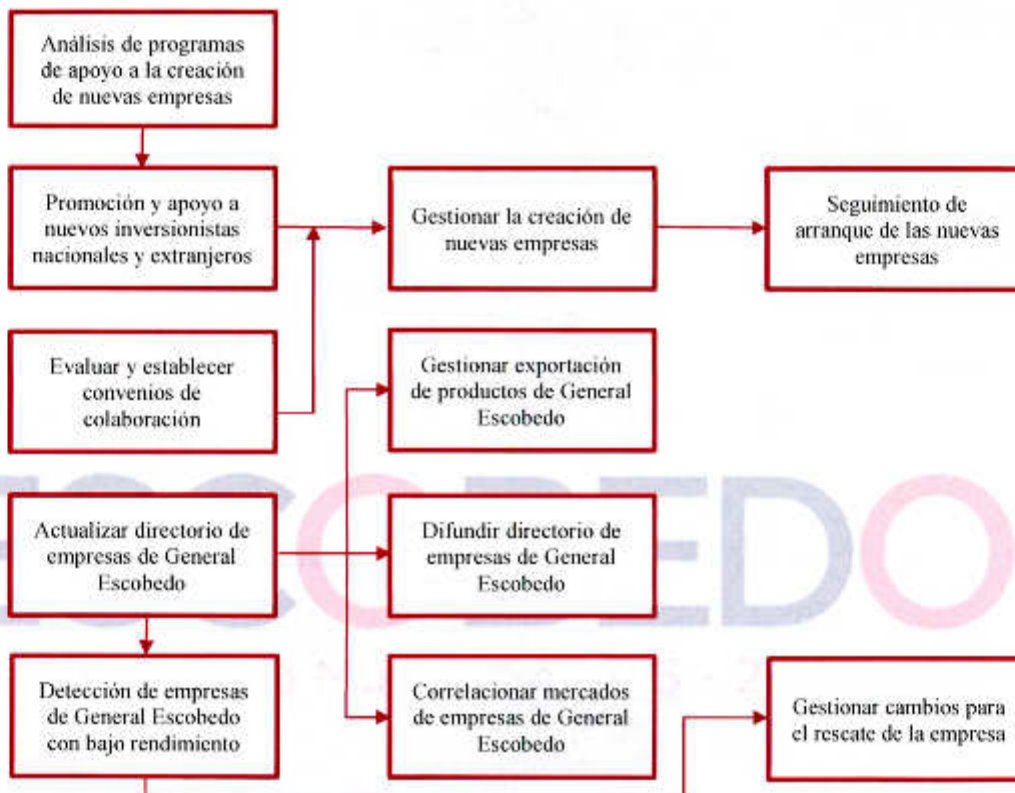 Análisis de programas
de apoyo a la creación
de nuevas empresas
Promoción y apoyo a
nuevos inversionistas
nacionales y extranjeros
Gestionar la creación de
nuevas empresas
Seguimiento de
arranque de las nuevas
empresas
Evaluar y establecer
convenios de
colaboración
Gestionar exportación
de productos de General
Escobedo
ESCOBEDO
Actualizar directorio de
empresas de General
Escobedo
Difundir directorio de
empresas de General
Escobedo
Detección de empresas
de General Escobedo
con bajo rendimiento
Correlacionar mercados
de empresas de General
Escobedo
Gestionar cambios para
el rescate de la empresa